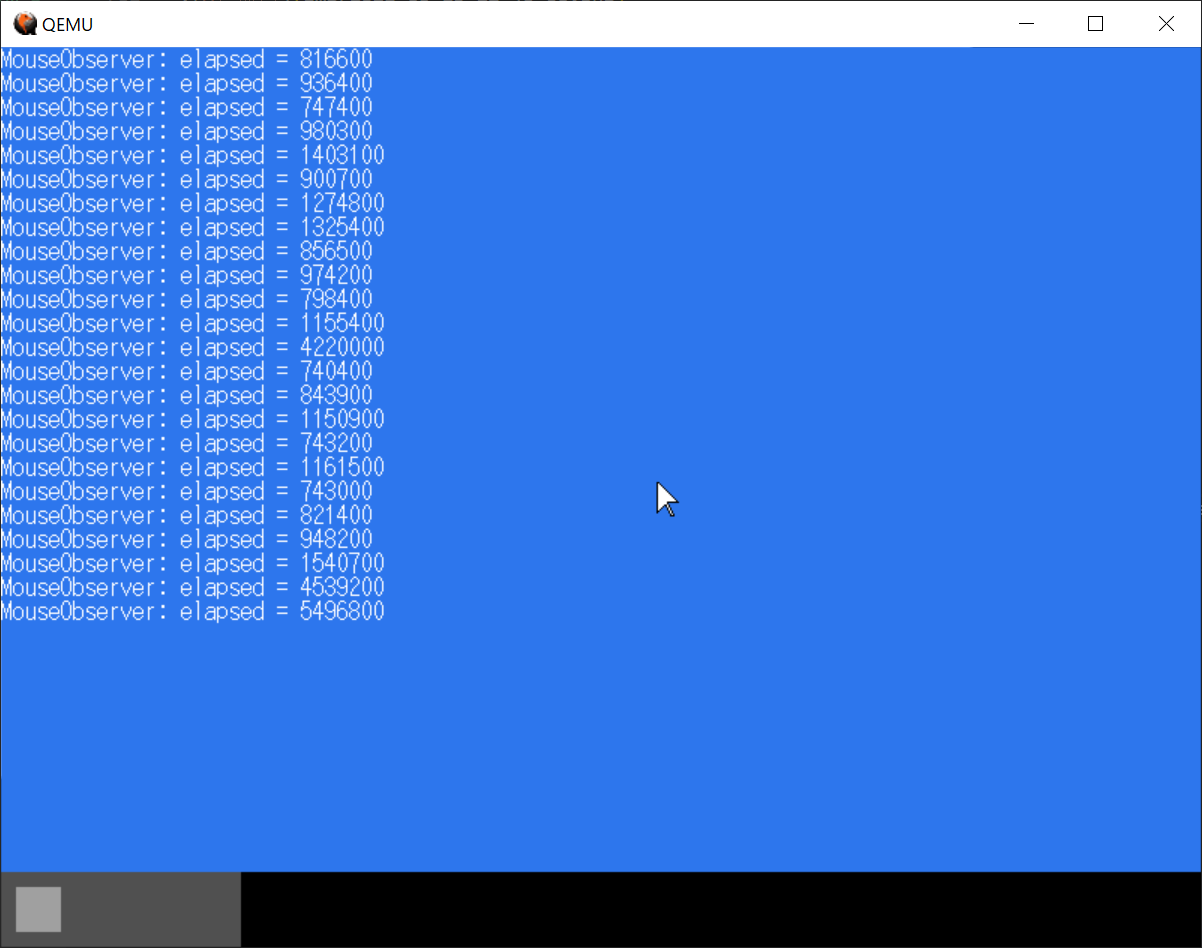 QEMU
MouseObserver: elapsed = 816600
MouseObserver: elapsed = 936400
MouseObserver: elapsed = 747400
MouseObserver: elapsed = 980300
MouseObserver: elapsed = 1403100
MouseObserver: elapsed = 900700
MouseObserver: elapsed = 1274800
MouseObserver: elapsed = 1325400
MouseObserver: elapsed = 856500
MouseObserver: elapsed = 974200
MouseObserver: elapsed = 798400
MouseObserver: elapsed = 1155400
MouseObserver: elapsed = 4220000
MouseObserver: elapsed = 740400
MouseObserver: elapsed = 843900
MouseObserver: elapsed = 1150900
MouseObserver: elapsed = 743200
MouseObserver: elapsed = 1161500
MouseObserver: elapsed = 743000
MouseObserver: elapsed = 821400
MouseObserver: elapsed = 948200
MouseObserver: elapsed = 1540700
MouseObserver: elapsed = 4539200
MouseObserver: elapsed = 5496800